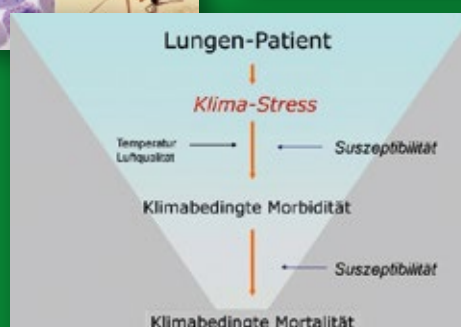 Lungen-Patient
Klima-Stress
Temperatur
Luftqualität
Suszeptibilität
Klimabedingte Morbidität
Suszeptibilität
Klimabedingte Mortalität